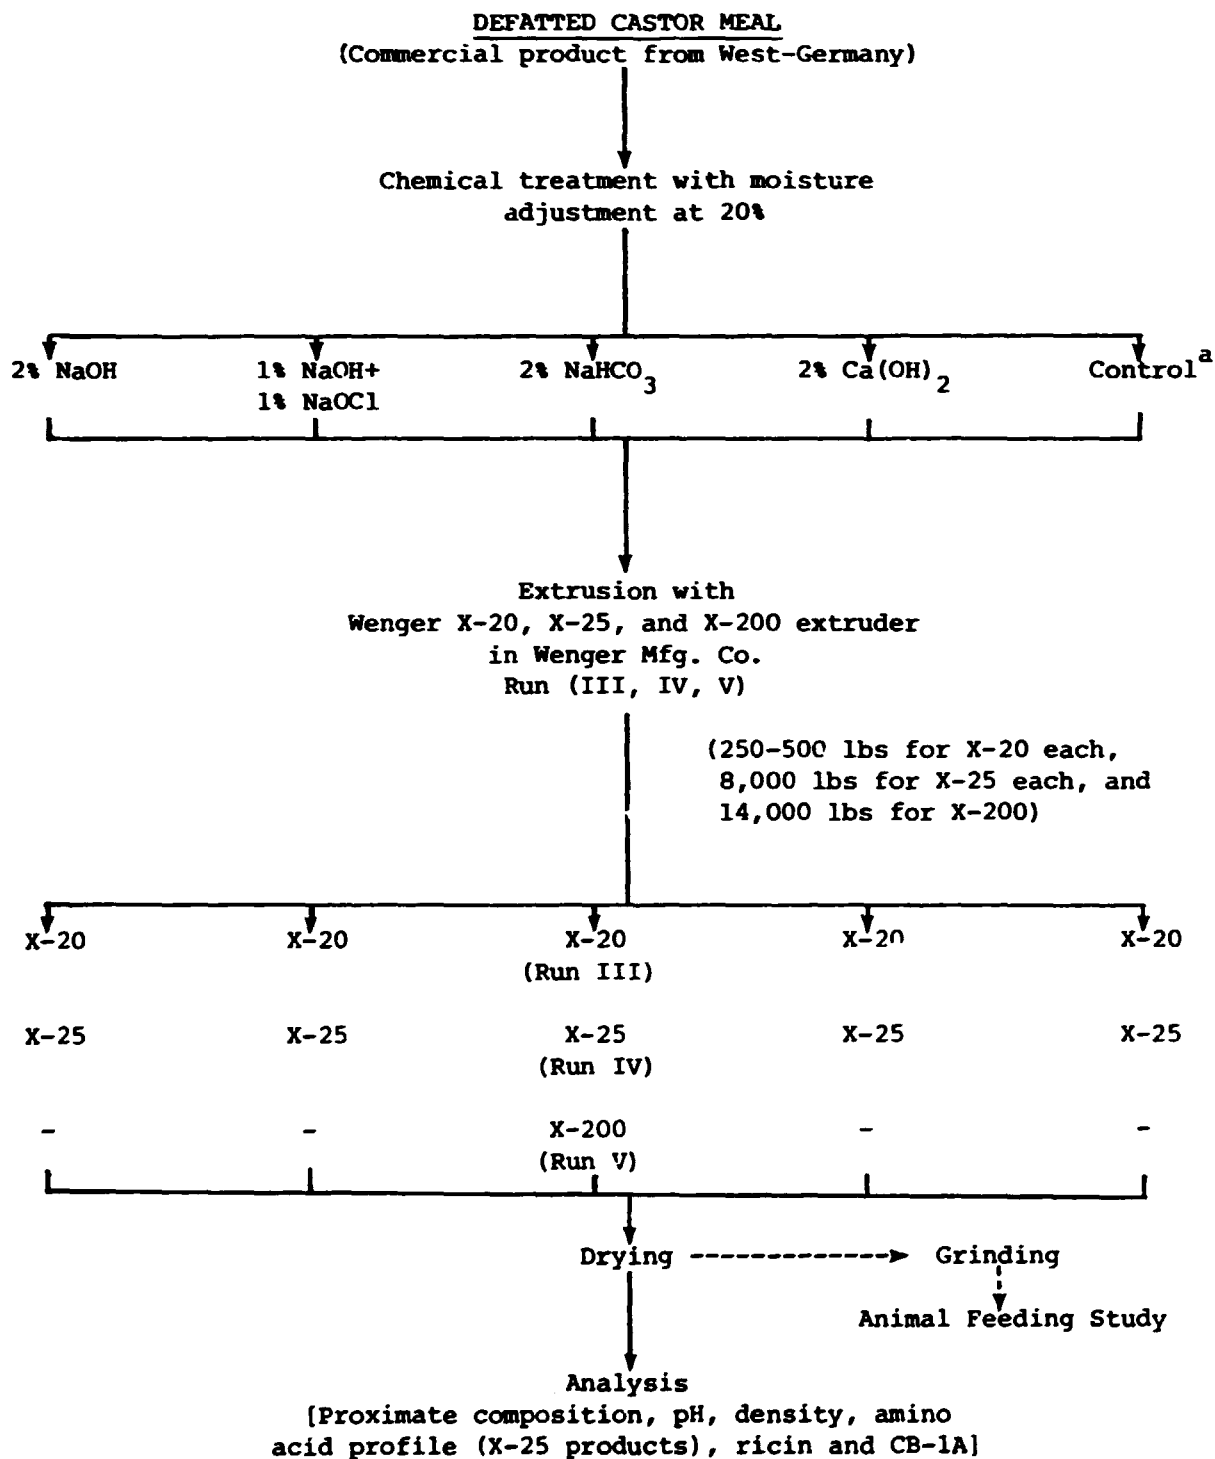 DEFATTED CASTOR MEAL
(Commercial product from West-Germany)
Chemical treatment with moisture
adjustment at 20%
2% NaOH 1% NaOH+ 2% NaHCO3 2% Ca(OH)2 Control a
1% NaOCl
Extrusion with
Wenger X-20, X-25, and X-200 extruder
in Wenger Mfg. Co.
Run (III, IV, V)
(250-500 lbs for X-20 each,
8,000 lbs for X-25 each, and
14,000 lbs for X-200)
X-20 X-20 X-20 X-20 X-20
(Run III)
X-25 X-25 X-25 X-25 X-25
(Run IV)
- - X-200 - -
(Run V)
Drying Grinding
Animal Feeding Study
Analysis
[Proximate composition, pH, density, amino
acid profile (X-25 products), ricin and CB-1A]